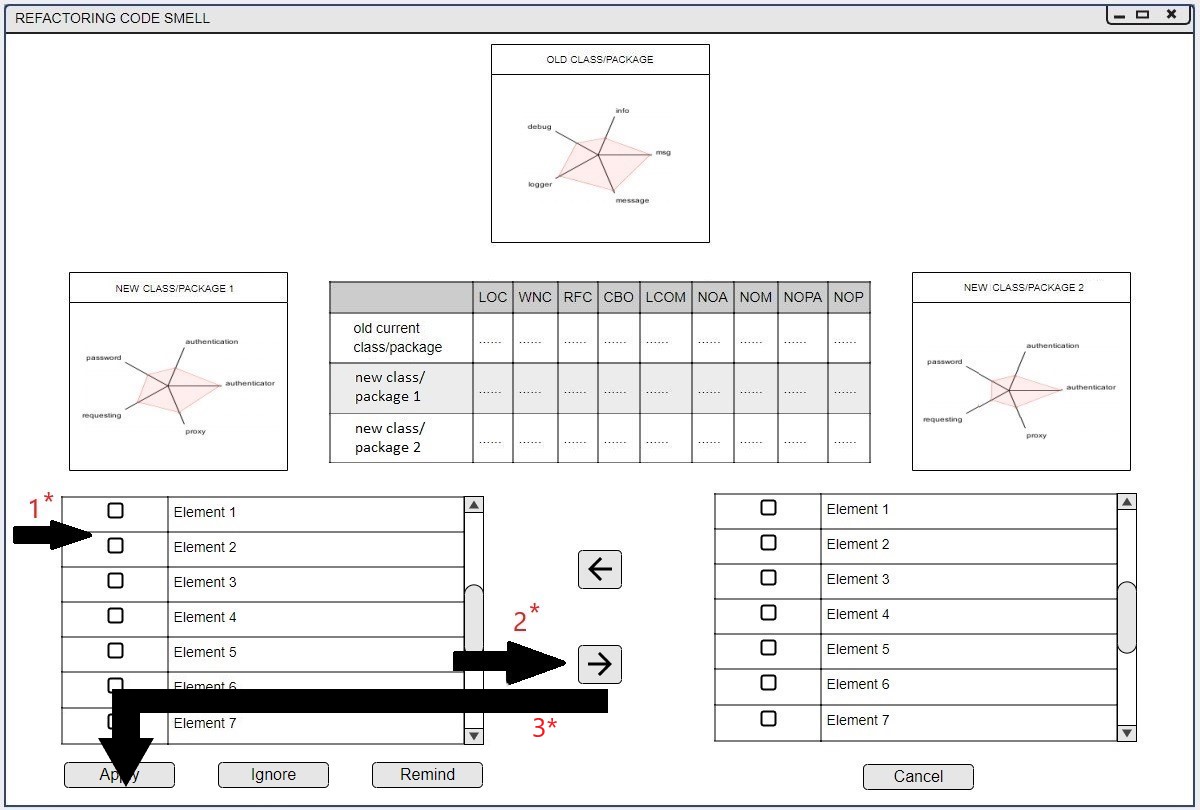 REFACTORING CODE SMELL
OLD CLASS/PACKAGE
info
debug
msg
logger
message
NEW CLASS/PACKAGE 1
authentication
password
authenticator
requesting
proxy
LOC WNC RFC CBO LCOM NOA NOM NOPA NOP
old current
class/package
...... ...... ...... ...... ...... ...... ...... ...... ......
new class/
package 1
...... ...... ...... ...... ...... ...... ...... ...... ......
new class/
package 2
...... ...... ...... ...... ...... ...... ...... ...... ......
NEW CLASS/PACKAGE 2
authentication
password
authenticator
requesting
proxy
1*
Element 1
Element 2
Element 3
Element 4
Element 5
Element 6
Element 7
2*
3*
Element 1
Element 2
Element 3
Element 4
Element 5
Element 6
Element 7
Apply
Ignore
Remind
Cancel